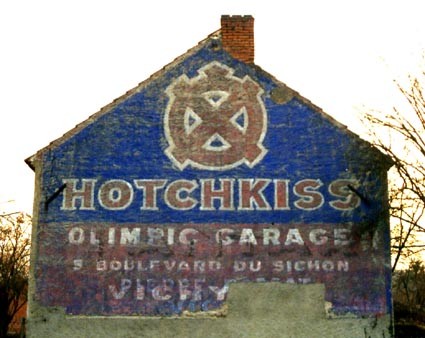 HOTCHKISS
OLIMPIC GARAGE
5 BOULEVARD DU SICHON
VICHY